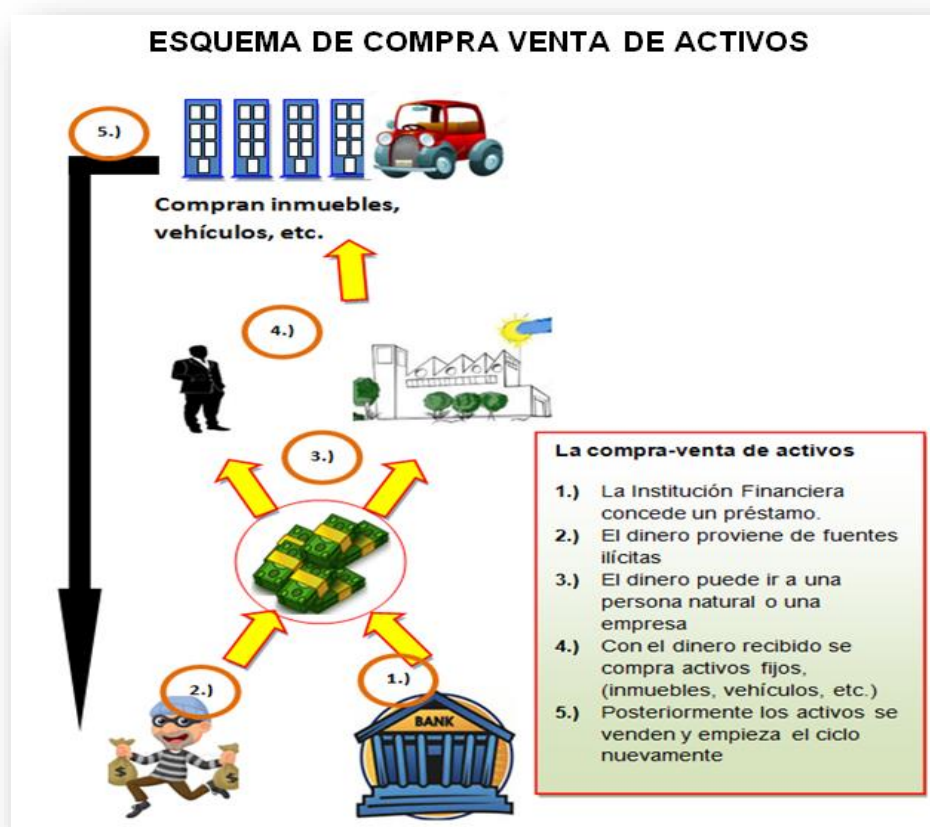 ESQUEMA DE COMPRA VENTA DE ACTIVOS
5.)
Compran inmuebles,
vehículos, etc.
4.)
3.)
2.)
1.)
BANK
$
$
La compra-venta de activos
1.) La Institución Financiera
concede un préstamo.
2.) El dinero proviene de fuentes
ilícitas
3.) El dinero puede ir a una
persona natural o una
empresa
4.) Con el dinero recibido se
compra activos fijos,
(inmuebles, vehículos, etc.)
5.) Posteriormente los activos se
venden y empieza el ciclo
nuevamente